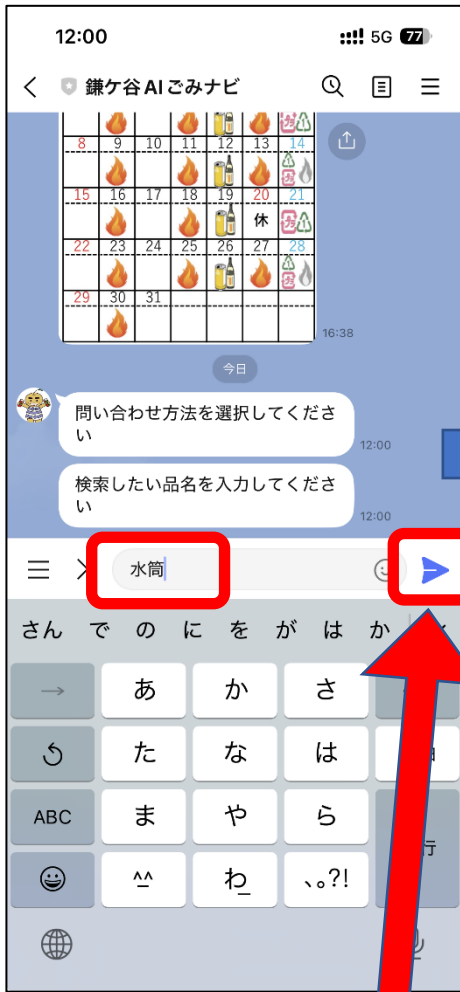 12:00 5G 77
鎌ケ谷AIごみナビ
8 9 10 11 12 13 14
15 16 17 18 19 20 21
休
22 23 24 25 26 27 28
29 30 31
16:38
今日
問い合わせ方法を選択してくださ
い
12:00
検索したい品名を入力してくださ
い
12:00
水筒
さん で の に を が は か
→ あ か さ
た な は
ABC ま や ら
行
^^ わ_ 、。?!